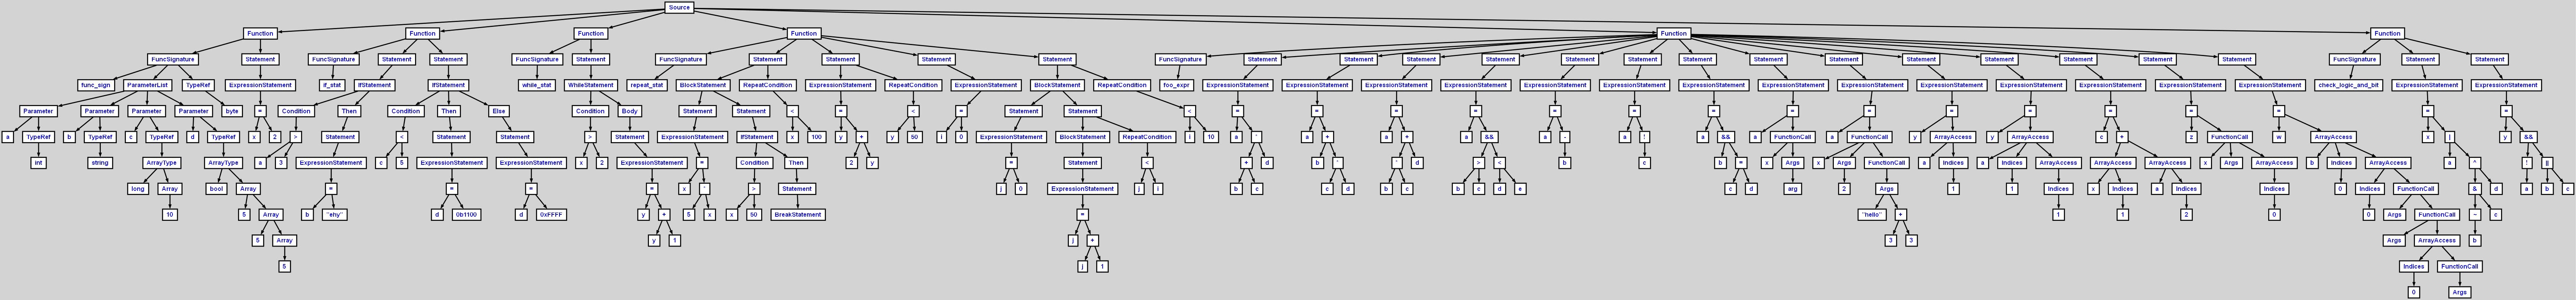 Source
Function Function Function Function Function Function
FuncSignature Statement FuncSignature Statement Statement FuncSignature Statement FuncSignature Statement Statement Statement Statement FuncSignature Statement Statement Statement Statement Statement Statement Statement Statement Statement Statement Statement Statement Statement Statement FuncSignature Statement Statement
func_sign ParameterList TypeRef ExpressionStatement if_stat IfStatement IfStatement while_stat WhileStatement repeat_stat BlockStatement RepeatCondition ExpressionStatement RepeatCondition ExpressionStatement BlockStatement RepeatCondition foo_expr ExpressionStatement ExpressionStatement ExpressionStatement ExpressionStatement ExpressionStatement ExpressionStatement ExpressionStatement ExpressionStatement ExpressionStatement ExpressionStatement ExpressionStatement ExpressionStatement ExpressionStatement ExpressionStatement check_logic_and_bit ExpressionStatement ExpressionStatement
Parameter Parameter Parameter Parameter byte = Condition Then Condition Then Else Condition Body Statement Statement < = < = Statement Statement < = = = = = = = = = = = = = = = =
a TypeRef b TypeRef c TypeRef d TypeRef x 2 > Statement < Statement Statement > Statement ExpressionStatement IfStatement x 100 y + y 50 i 0 ExpressionStatement BlockStatement RepeatCondition i 10 a * a + a + a && a - a ! a && a FunctionCall a FunctionCall y ArrayAccess y ArrayAccess c + z FunctionCall w ArrayAccess x | y &&
int string ArrayType ArrayType a 3 ExpressionStatement c 5 ExpressionStatement ExpressionStatement x 2 ExpressionStatement = Condition Then 2 y = Statement < + d b * * d > < b c b = x Args x Args FunctionCall a Indices a Indices ArrayAccess ArrayAccess ArrayAccess x Args ArrayAccess b Indices ArrayAccess a ^ ! ||
long Array bool Array = = = = x * > Statement j 0 ExpressionStatement j i b c c d b c b c d e c d arg 2 Args 1 1 Indices x Indices a Indices Indices 0 Indices FunctionCall & d a b c
10 5 Array b "ehy" d 0b1100 d 0xFFFF y + 5 x x 50 BreakStatement = "hello" + 1 1 2 0 0 Args FunctionCall ~ c
5 Array y 1 j + 3 3 Args ArrayAccess b
5 j 1 Indices FunctionCall
0 Args